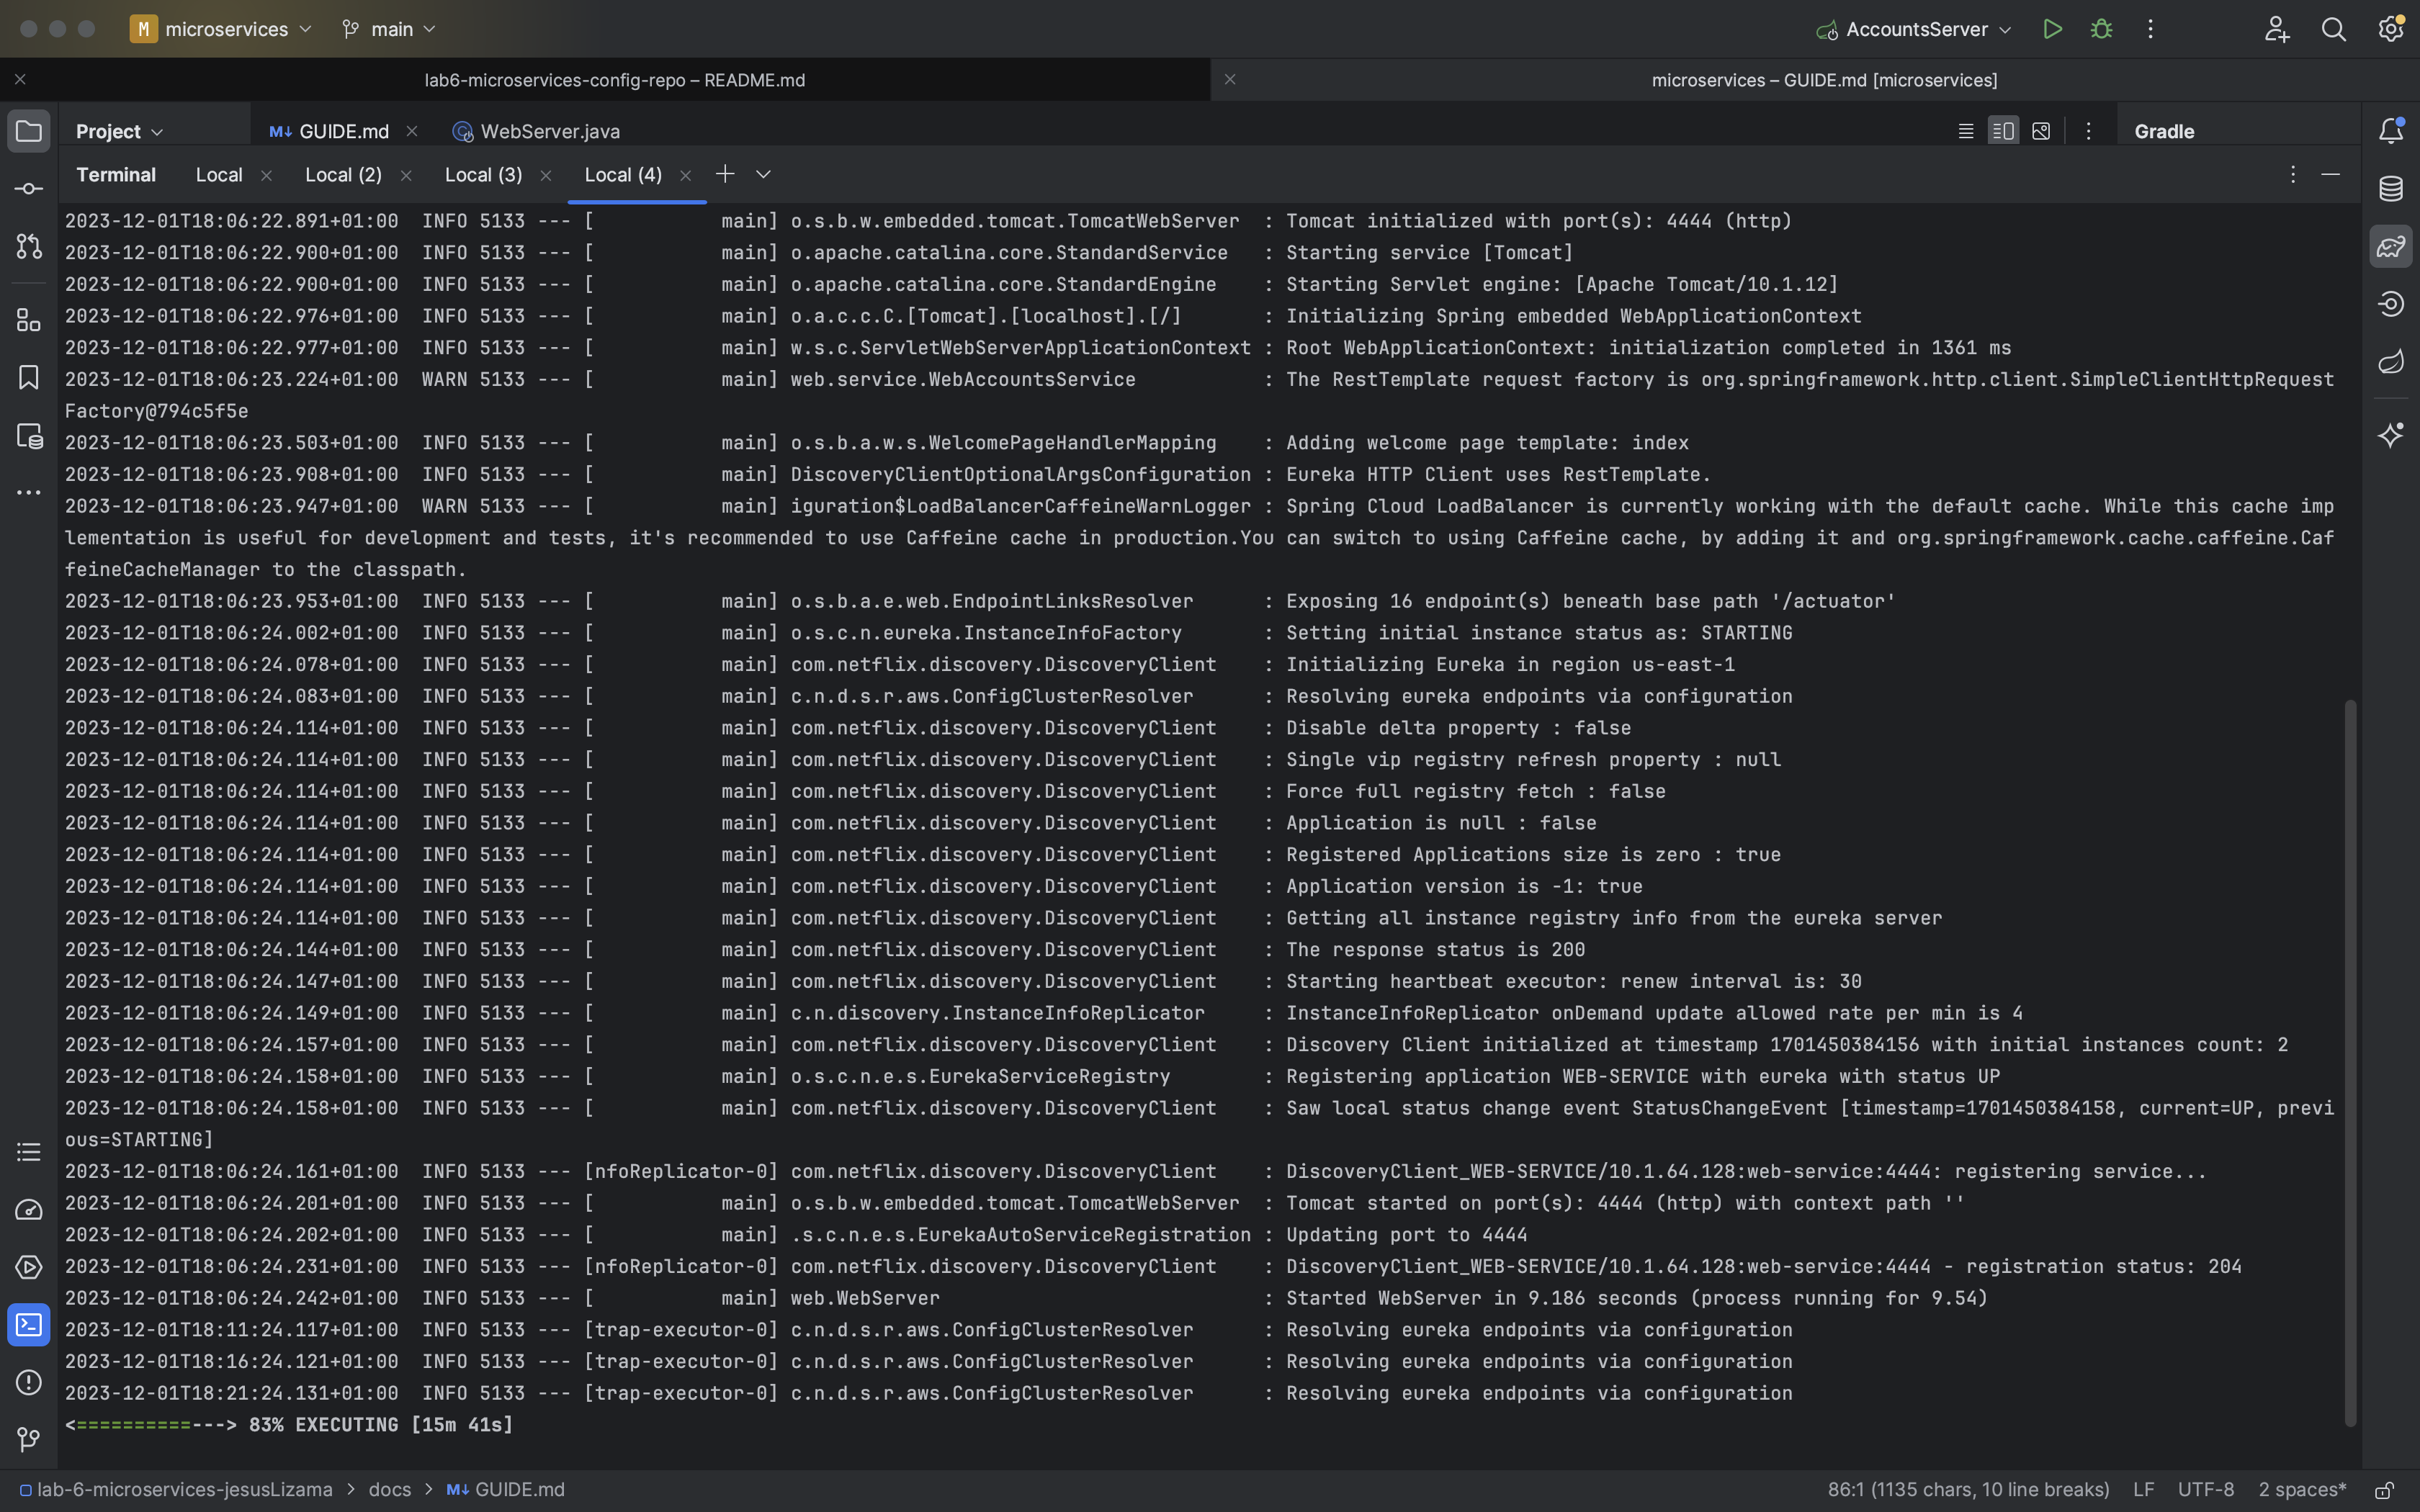 M microservices main AccountsServer
lab6-microservices-config-repo – README.md microservices – GUIDE.md [microservices]
Project M↓ GUIDE.md WebServer.java Gradle
Terminal Local Local (2) Local (3) Local (4)
2023-12-01T18:06:22.891+01:00  INFO 5133 --- [           main] o.s.b.w.embedded.tomcat.TomcatWebServer  : Tomcat initialized with port(s): 4444 (http)
2023-12-01T18:06:22.900+01:00  INFO 5133 --- [           main] o.apache.catalina.core.StandardService   : Starting service [Tomcat]
2023-12-01T18:06:22.900+01:00  INFO 5133 --- [           main] o.apache.catalina.core.StandardEngine    : Starting Servlet engine: [Apache Tomcat/10.1.12]
2023-12-01T18:06:22.976+01:00  INFO 5133 --- [           main] o.a.c.c.C.[Tomcat].[localhost].[/]       : Initializing Spring embedded WebApplicationContext
2023-12-01T18:06:22.977+01:00  INFO 5133 --- [           main] w.s.c.ServletWebServerApplicationContext : Root WebApplicationContext: initialization completed in 1361 ms
2023-12-01T18:06:23.224+01:00  WARN 5133 --- [           main] web.service.WebAccountsService           : The RestTemplate request factory is org.springframework.http.client.SimpleClientHttpRequest
Factory@794c5f5e
2023-12-01T18:06:23.503+01:00  INFO 5133 --- [           main] o.s.b.a.w.s.WelcomePageHandlerMapping    : Adding welcome page template: index
2023-12-01T18:06:23.908+01:00  INFO 5133 --- [           main] DiscoveryClientOptionalArgsConfiguration : Eureka HTTP Client uses RestTemplate.
2023-12-01T18:06:23.947+01:00  WARN 5133 --- [           main] iguration$LoadBalancerCaffeineWarnLogger : Spring Cloud LoadBalancer is currently working with the default cache. While this cache imp
lementation is useful for development and tests, it's recommended to use Caffeine cache in production.You can switch to using Caffeine cache, by adding it and org.springframework.cache.caffeine.Caf
feineCacheManager to the classpath.
2023-12-01T18:06:23.953+01:00  INFO 5133 --- [           main] o.s.b.a.e.web.EndpointLinksResolver      : Exposing 16 endpoint(s) beneath base path '/actuator'
2023-12-01T18:06:24.002+01:00  INFO 5133 --- [           main] o.s.c.n.eureka.InstanceInfoFactory       : Setting initial instance status as: STARTING
2023-12-01T18:06:24.078+01:00  INFO 5133 --- [           main] com.netflix.discovery.DiscoveryClient    : Initializing Eureka in region us-east-1
2023-12-01T18:06:24.083+01:00  INFO 5133 --- [           main] c.n.d.s.r.aws.ConfigClusterResolver      : Resolving eureka endpoints via configuration
2023-12-01T18:06:24.114+01:00  INFO 5133 --- [           main] com.netflix.discovery.DiscoveryClient    : Disable delta property : false
2023-12-01T18:06:24.114+01:00  INFO 5133 --- [           main] com.netflix.discovery.DiscoveryClient    : Single vip registry refresh property : null
2023-12-01T18:06:24.114+01:00  INFO 5133 --- [           main] com.netflix.discovery.DiscoveryClient    : Force full registry fetch : false
2023-12-01T18:06:24.114+01:00  INFO 5133 --- [           main] com.netflix.discovery.DiscoveryClient    : Application is null : false
2023-12-01T18:06:24.114+01:00  INFO 5133 --- [           main] com.netflix.discovery.DiscoveryClient    : Registered Applications size is zero : true
2023-12-01T18:06:24.114+01:00  INFO 5133 --- [           main] com.netflix.discovery.DiscoveryClient    : Application version is -1: true
2023-12-01T18:06:24.114+01:00  INFO 5133 --- [           main] com.netflix.discovery.DiscoveryClient    : Getting all instance registry info from the eureka server
2023-12-01T18:06:24.144+01:00  INFO 5133 --- [           main] com.netflix.discovery.DiscoveryClient    : The response status is 200
2023-12-01T18:06:24.147+01:00  INFO 5133 --- [           main] com.netflix.discovery.DiscoveryClient    : Starting heartbeat executor: renew interval is: 30
2023-12-01T18:06:24.149+01:00  INFO 5133 --- [           main] c.n.discovery.InstanceInfoReplicator     : InstanceInfoReplicator onDemand update allowed rate per min is 4
2023-12-01T18:06:24.157+01:00  INFO 5133 --- [           main] com.netflix.discovery.DiscoveryClient    : Discovery Client initialized at timestamp 1701450384156 with initial instances count: 2
2023-12-01T18:06:24.158+01:00  INFO 5133 --- [           main] o.s.c.n.e.s.EurekaServiceRegistry        : Registering application WEB-SERVICE with eureka with status UP
2023-12-01T18:06:24.158+01:00  INFO 5133 --- [           main] com.netflix.discovery.DiscoveryClient    : Saw local status change event StatusChangeEvent [timestamp=1701450384158, current=UP, previ
ous=STARTING]
2023-12-01T18:06:24.161+01:00  INFO 5133 --- [nfoReplicator-0] com.netflix.discovery.DiscoveryClient    : DiscoveryClient_WEB-SERVICE/10.1.64.128:web-service:4444: registering service...
2023-12-01T18:06:24.201+01:00  INFO 5133 --- [           main] o.s.b.w.embedded.tomcat.TomcatWebServer  : Tomcat started on port(s): 4444 (http) with context path ''
2023-12-01T18:06:24.202+01:00  INFO 5133 --- [           main] .s.c.n.e.s.EurekaAutoServiceRegistration : Updating port to 4444
2023-12-01T18:06:24.231+01:00  INFO 5133 --- [nfoReplicator-0] com.netflix.discovery.DiscoveryClient    : DiscoveryClient_WEB-SERVICE/10.1.64.128:web-service:4444 - registration status: 204
2023-12-01T18:06:24.242+01:00  INFO 5133 --- [           main] web.WebServer                            : Started WebServer in 9.186 seconds (process running for 9.54)
2023-12-01T18:11:24.117+01:00  INFO 5133 --- [trap-executor-0] c.n.d.s.r.aws.ConfigClusterResolver      : Resolving eureka endpoints via configuration
2023-12-01T18:16:24.121+01:00  INFO 5133 --- [trap-executor-0] c.n.d.s.r.aws.ConfigClusterResolver      : Resolving eureka endpoints via configuration
2023-12-01T18:21:24.131+01:00  INFO 5133 --- [trap-executor-0] c.n.d.s.r.aws.ConfigClusterResolver      : Resolving eureka endpoints via configuration
<==========---> 83% EXECUTING [15m 41s]
lab-6-microservices-jesusLizama > docs > M↓ GUIDE.md 86:1 (1135 chars, 10 line breaks) LF UTF-8 2 spaces*